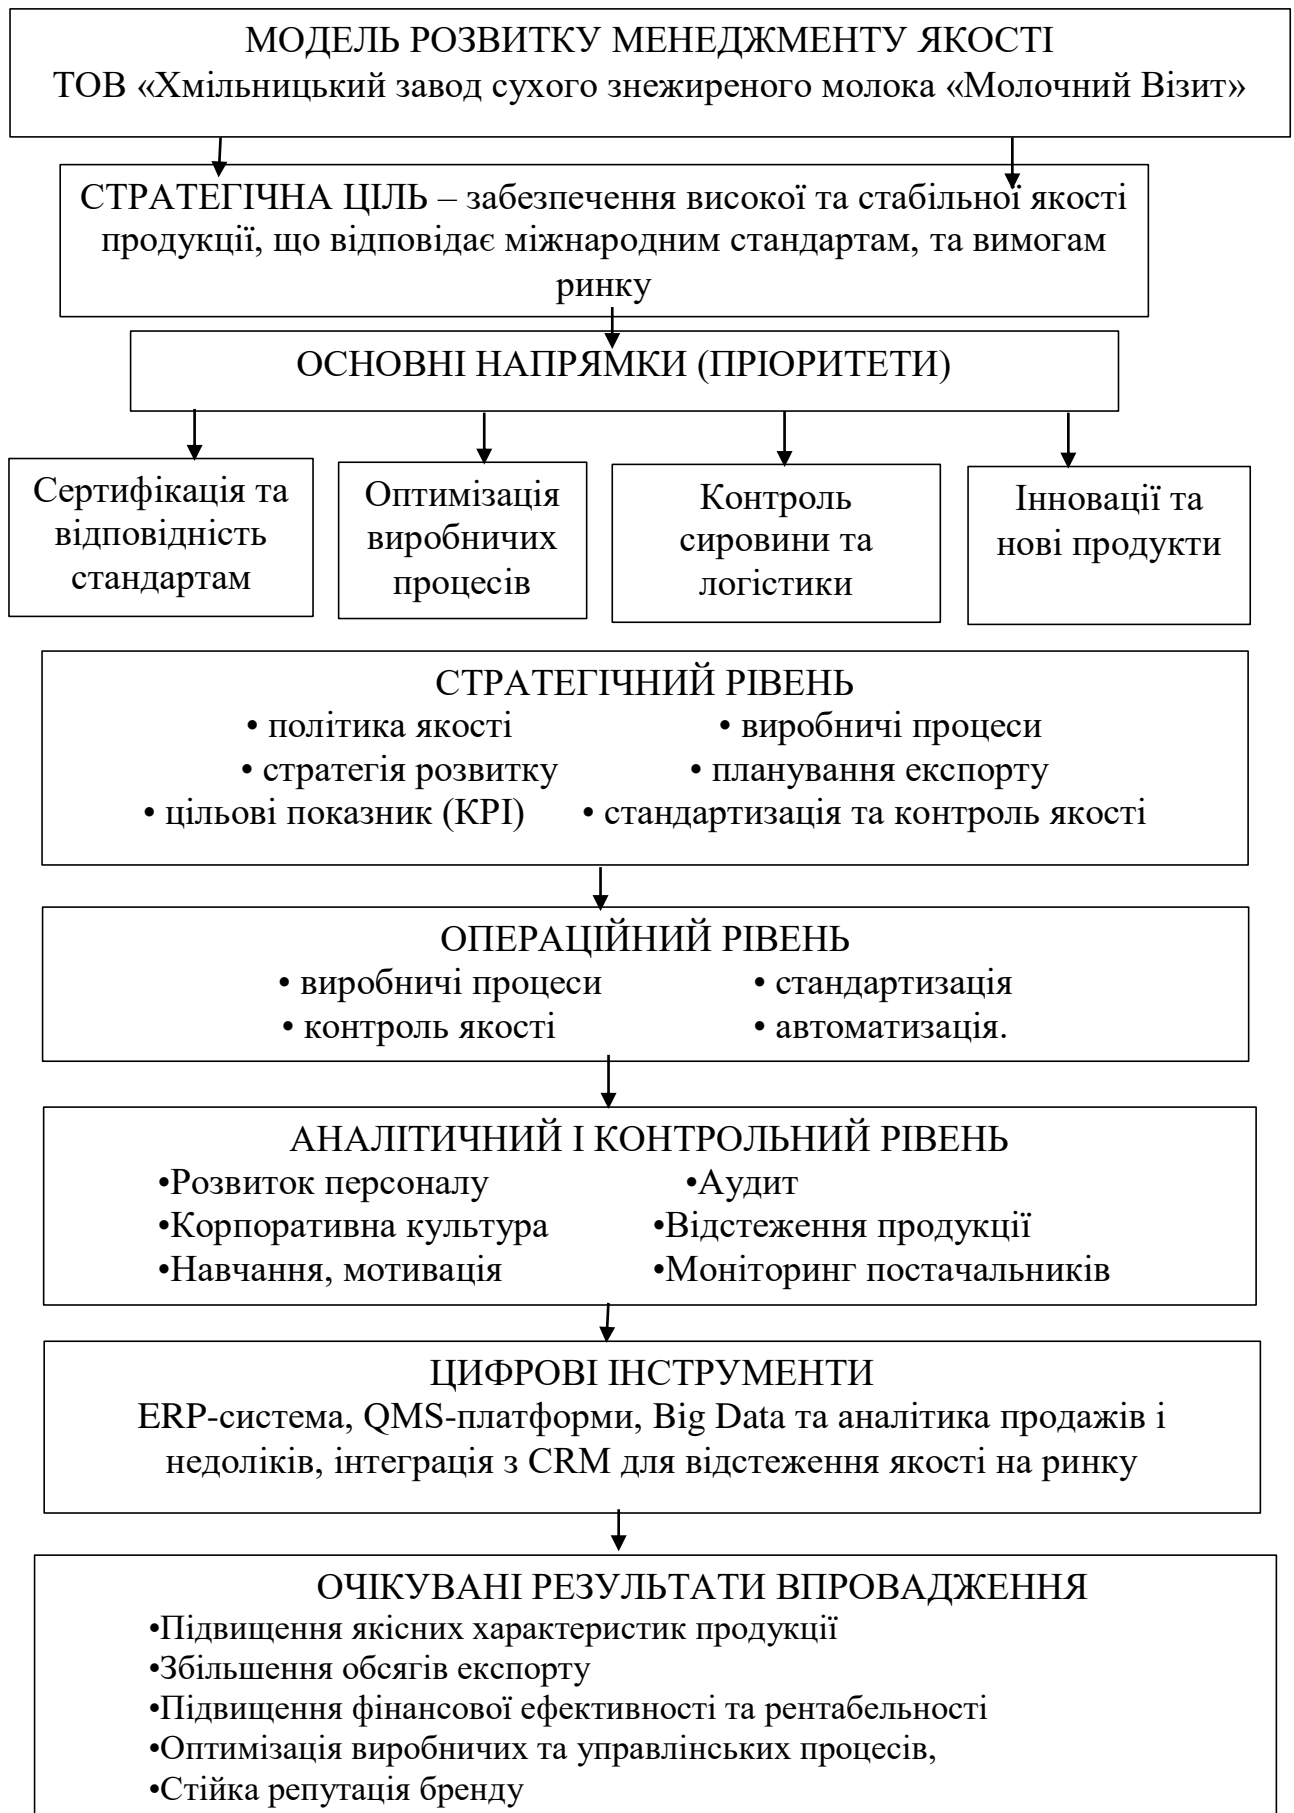 МОДЕЛЬ РОЗВИТКУ МЕНЕДЖМЕНТУ ЯКОСТІ
ТОВ «Хмільницький завод сухого знежиреного молока «Молочний Візит»
СТРАТЕГІЧНА ЦІЛЬ – забезпечення високої та стабільної якості
продукції, що відповідає міжнародним стандартам, та вимогам
ринку
ОСНОВНІ НАПРЯМКИ (ПРІОРИТЕТИ)
Сертифікація та
відповідність
стандартам
Оптимізація
виробничих
процесів
Контроль
сировини та
логістики
Інновації та
нові продукти
СТРАТЕГІЧНИЙ РІВЕНЬ
• політика якості • виробничі процеси
• стратегія розвитку • планування експорту
• цільові показник (КРІ) • стандартизація та контроль якості
ОПЕРАЦІЙНИЙ РІВЕНЬ
• виробничі процеси • стандартизація
• контроль якості • автоматизація.
АНАЛІТИЧНИЙ І КОНТРОЛЬНИЙ РІВЕНЬ
•Розвиток персоналу •Аудит
•Корпоративна культура •Відстеження продукції
•Навчання, мотивація •Моніторинг постачальників
ЦИФРОВІ ІНСТРУМЕНТИ
ERP-система, QMS-платформи, Big Data та аналітика продажів і
недоліків, інтеграція з CRM для відстеження якості на ринку
ОЧІКУВАНІ РЕЗУЛЬТАТИ ВПРОВАДЖЕННЯ
•Підвищення якісних характеристик продукції
•Збільшення обсягів експорту
•Підвищення фінансової ефективності та рентабельності
•Оптимізація виробничих та управлінських процесів,
•Стійка репутація бренду